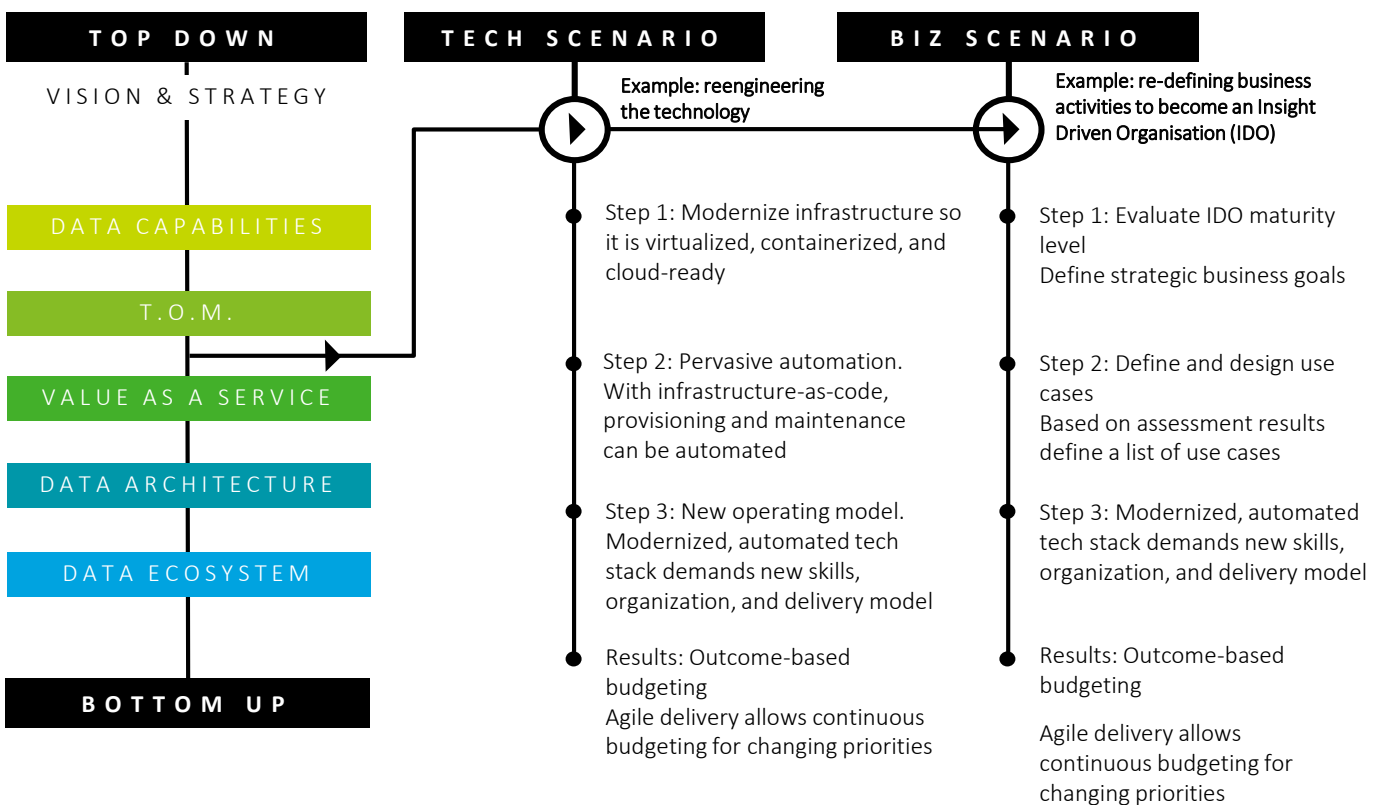 TOP DOWN
VISION & STRATEGY
DATA CAPABILITIES
T.O.M.
VALUE AS A SERVICE
DATA ARCHITECTURE
DATA ECOSYSTEM
BOTTOM UP
TECH SCENARIO
Example: reengineering
the technology
Step 1: Modernize infrastructure so
it is virtualized, containerized, and
cloud-ready
Step 2: Pervasive automation.
With infrastructure-as-code,
provisioning and maintenance
can be automated
Step 3: New operating model.
Modernized, automated tech
stack demands new skills,
organization, and delivery model
Results: Outcome-based
budgeting
Agile delivery allows continuous
budgeting for changing priorities
BIZ SCENARIO
Example: re-defining business
activities to become an Insight
Driven Organisation (IDO)
Step 1: Evaluate IDO maturity
level
Define strategic business goals
Step 2: Define and design use
cases
Based on assessment results
define a list of use cases
Step 3: Modernized, automated
tech stack demands new skills,
organization, and delivery model
Results: Outcome-based
budgeting
Agile delivery allows
continuous budgeting for
changing priorities